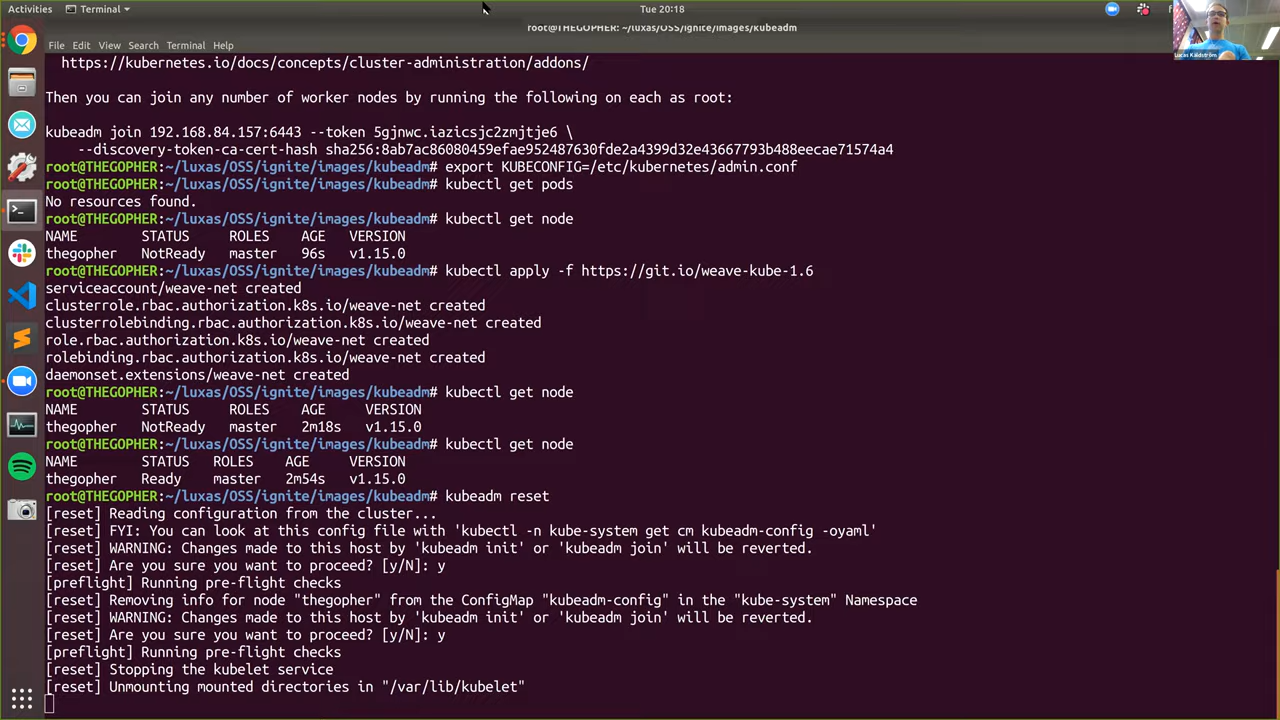 Activities
Terminal
Tue 20:18
root@THEGOPHER: ~/luxas/OSS/ignite/images/kubeadm
File Edit View Search Terminal Help
https://kubernetes.io/docs/concepts/cluster-administration/addons/
Then you can join any number of worker nodes by running the following on each as root:
kubeadm join 192.168.84.157:6443 --token 5gjnwc.iazicsjc2zmjtje6 \
--discovery-token-ca-cert-hash sha256:8ab7ac86080459efae952487630fde2a4399d32e43667793b488eecae71574a4
root@THEGOPHER:~/luxas/OSS/ignite/images/kubeadm# export KUBECONFIG=/etc/kubernetes/admin.conf
root@THEGOPHER:~/luxas/OSS/ignite/images/kubeadm# kubectl get pods
No resources found.
root@THEGOPHER:~/luxas/OSS/ignite/images/kubeadm# kubectl get node
NAME STATUS ROLES AGE VERSION
thegopher NotReady master 96s v1.15.0
root@THEGOPHER:~/luxas/OSS/ignite/images/kubeadm# kubectl apply -f https://git.io/weave-kube-1.6
serviceaccount/weave-net created
clusterrole.rbac.authorization.k8s.io/weave-net created
clusterrolebinding.rbac.authorization.k8s.io/weave-net created
role.rbac.authorization.k8s.io/weave-net created
rolebinding.rbac.authorization.k8s.io/weave-net created
daemonset.extensions/weave-net created
root@THEGOPHER:~/luxas/OSS/ignite/images/kubeadm# kubectl get node
NAME STATUS ROLES AGE VERSION
thegopher NotReady master 2m18s v1.15.0
root@THEGOPHER:~/luxas/OSS/ignite/images/kubeadm# kubectl get node
NAME STATUS ROLES AGE VERSION
thegopher Ready master 2m54s v1.15.0
root@THEGOPHER:~/luxas/OSS/ignite/images/kubeadm# kubeadm reset
[reset] Reading configuration from the cluster...
[reset] FYI: You can look at this config file with 'kubectl -n kube-system get cm kubeadm-config -oyaml'
[reset] WARNING: Changes made to this host by 'kubeadm init' or 'kubeadm join' will be reverted.
[reset] Are you sure you want to proceed? [y/N]: y
[preflight] Running pre-flight checks
[reset] Removing info for node "thegopher" from the ConfigMap "kubeadm-config" in the "kube-system" Namespace
[reset] WARNING: Changes made to this host by 'kubeadm init' or 'kubeadm join' will be reverted.
[reset] Are you sure you want to proceed? [y/N]: y
[preflight] Running pre-flight checks
[reset] Stopping the kubelet service
[reset] Unmounting mounted directories in "/var/lib/kubelet"
Lucas Käldström